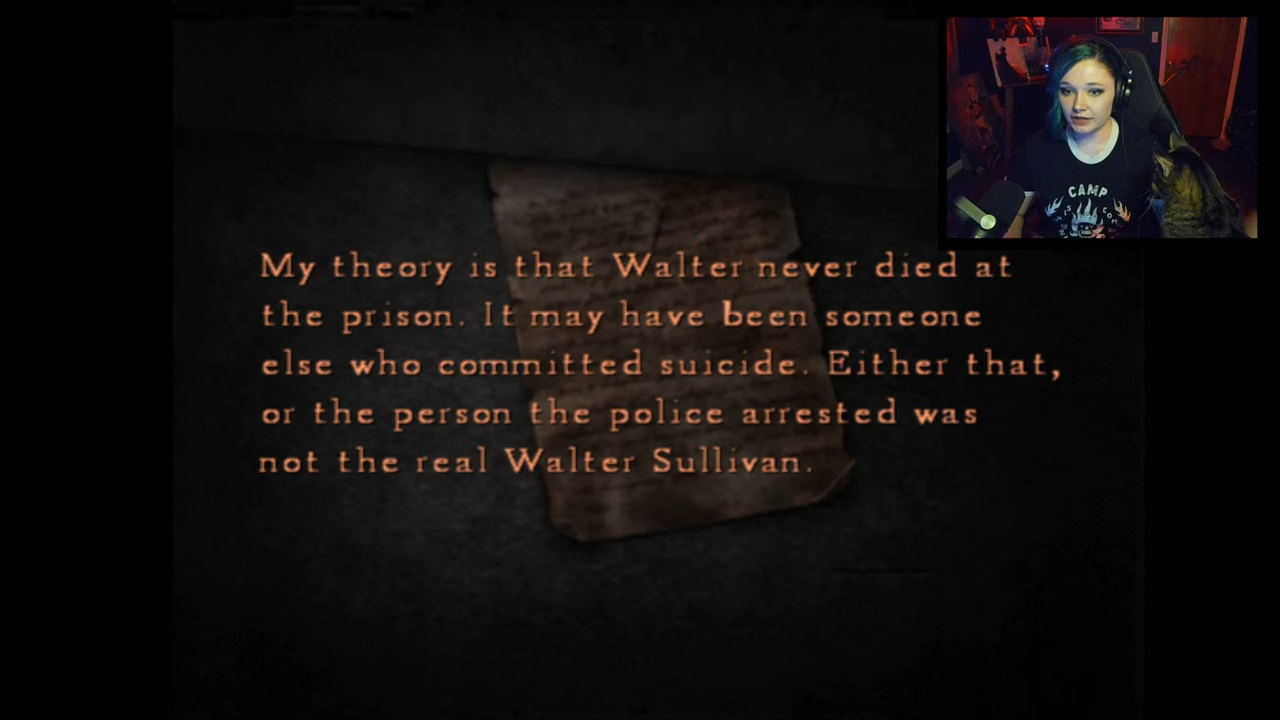 My theory is that Walter never died at
the prison. It may have been someone
else who committed suicide. Either that,
or the person the police arrested was
not the real Walter Sullivan.
CAMP